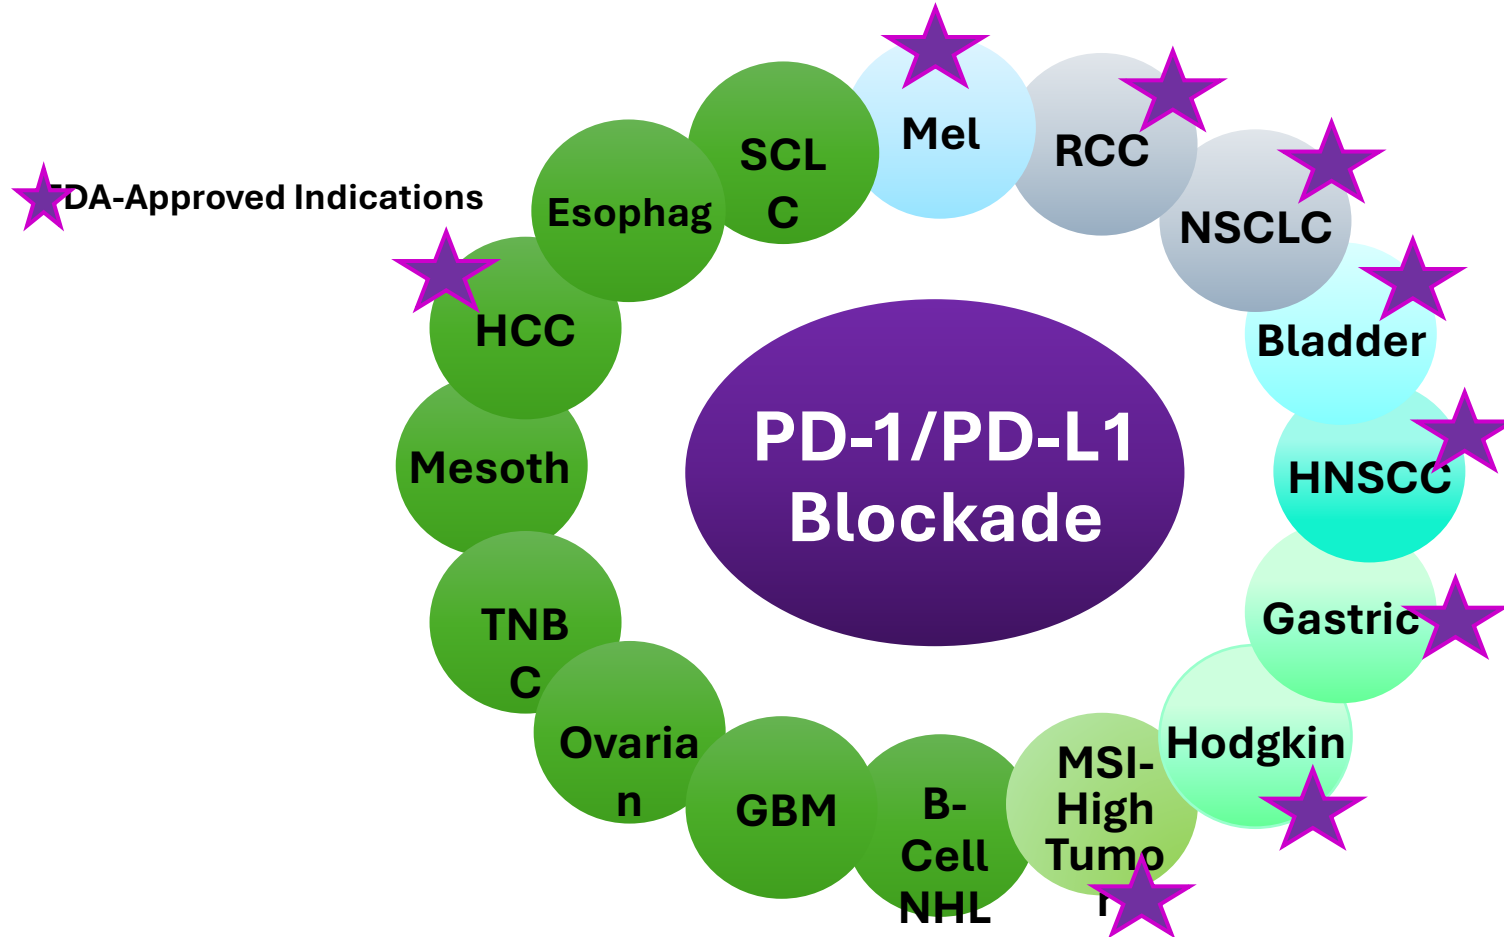 FDA-Approved Indications
Mel
RCC
NSCLC
Bladder
HNSCC
Gastric
Hodgkin
MSI-
High
Tumo
r
B-
Cell
NHL
GBM
Ovaria
n
TNB
C
Mesoth
HCC
Esophag
SCL
C
PD-1/PD-L1
Blockade